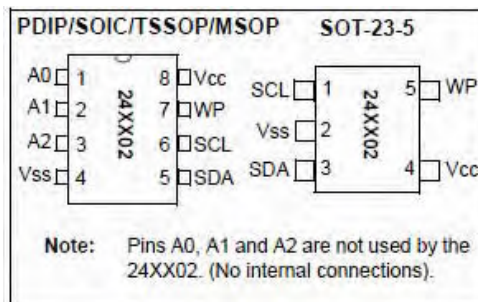 PDIP/SOIC/TSSOP/MSOP
A0 1 8 Vcc
A1 2 7 WP
A2 3 6 SCL
Vss 4 5 SDA
24XX02
SOT-23-5
SCL 1 5 WP
Vss 2
SDA 3 4 Vcc
24XX02
Note: Pins A0, A1 and A2 are not used by the
24XX02. (No internal connections).